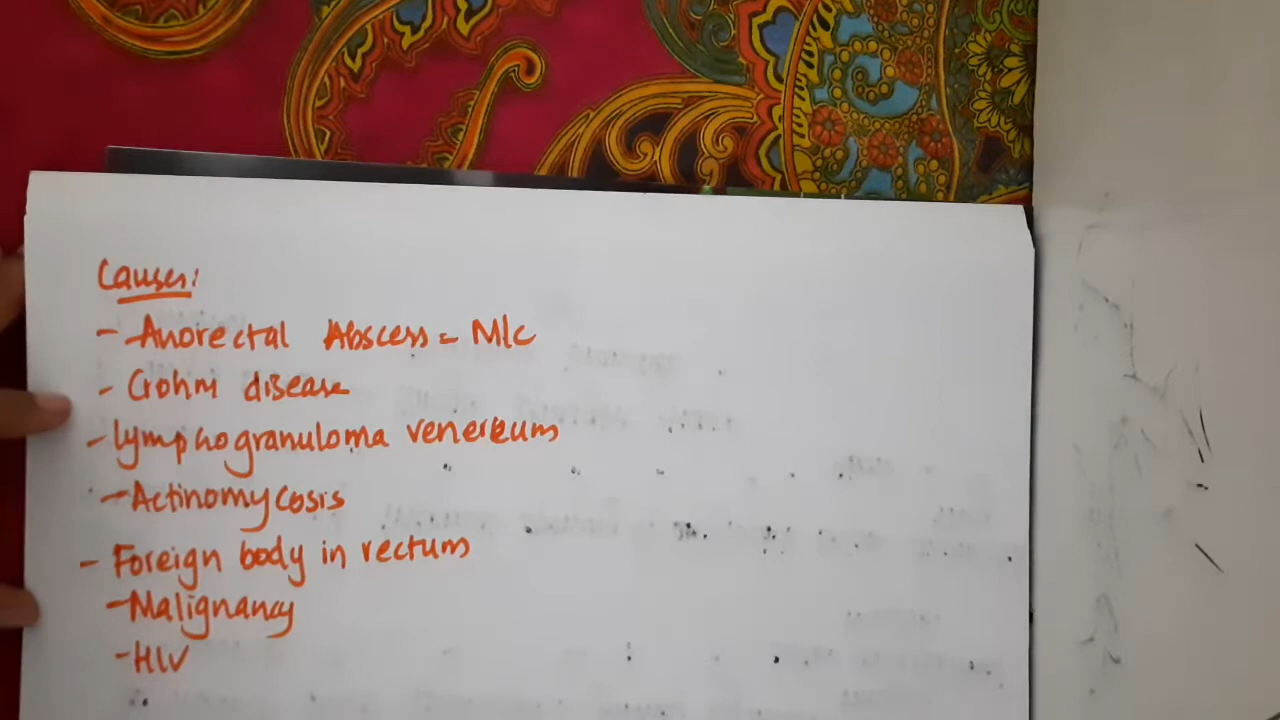 Causes:
- Anorectal Abscess = M/c
- Crohn disease
- Lymphogranuloma venereum
- Actinomycosis
- Foreign body in rectum
- Malignancy
- HIV